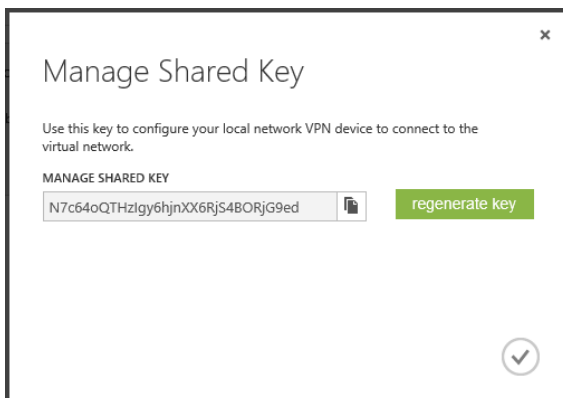 Manage Shared Key
Use this key to configure your local network VPN device to connect to the
virtual network.
MANAGE SHARED KEY
N7c64oQTHzIgy6hjnXX6RjS4BORjG9ed
regenerate key